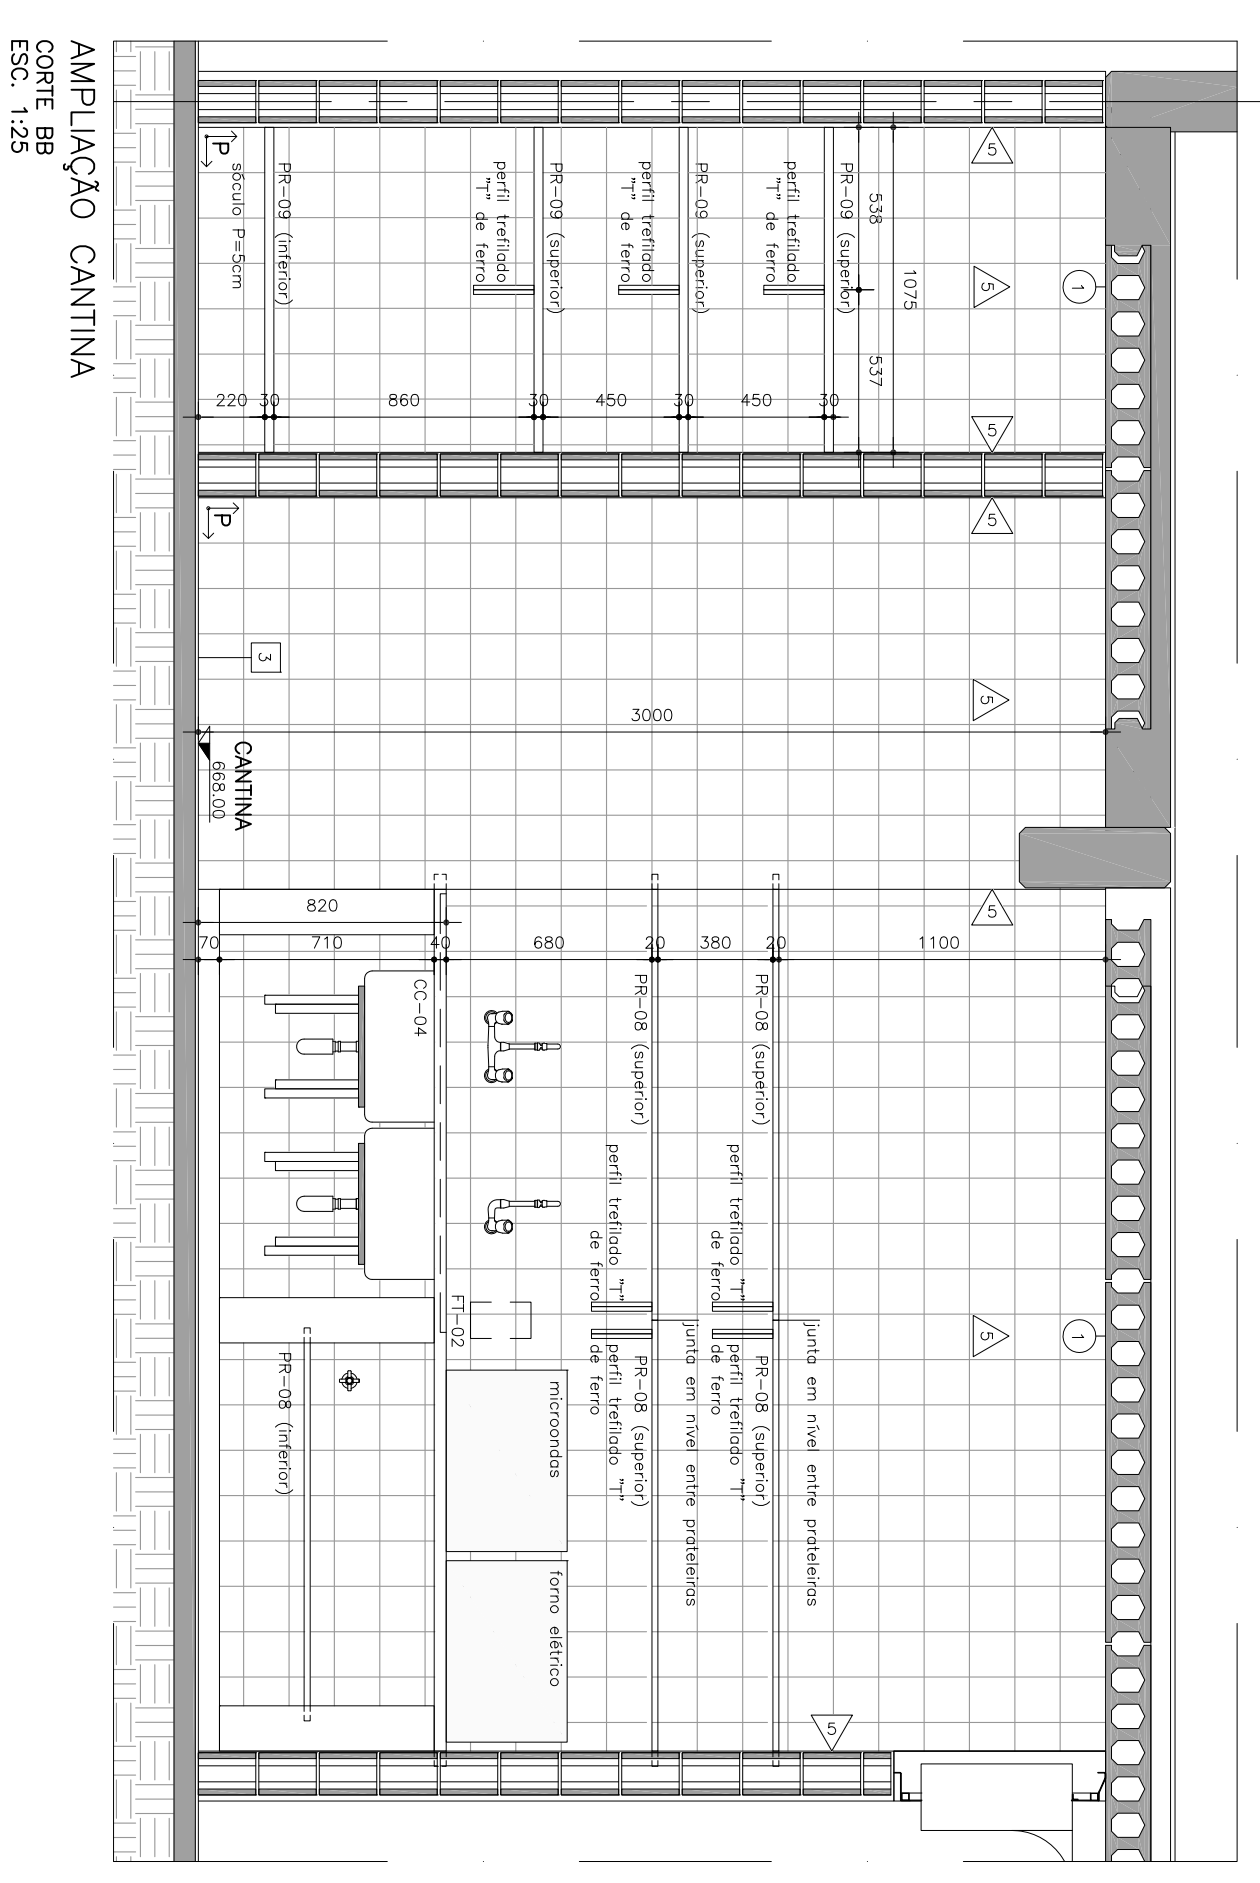 AMPLIAÇÃO CANTINA
CORTE BB
ESC. 1:25
1
1
5
5
5
5
5
5
5
5
538
537
1075
PR-09 (superior)
perfil trefilado
"T" de ferro
PR-09 (superior)
perfil trefilado
"T" de ferro
PR-09 (superior)
perfil trefilado
"T" de ferro
PR-09 (inferior)
sóculo P=5cm
P
P
220
30
860
30
450
30
450
30
3
3000
CANTINA
668.00
820
70
710
40
680
20
380
20
1100
PR-08 (superior)
perfil trefilado "T"
de ferro
junta em nível entre prateleiras
PR-08 (superior)
perfil trefilado "T"
de ferro
PR-08 (superior)
perfil trefilado "T"
de ferro
junta em nível entre prateleiras
PR-08 (superior)
perfil trefilado "T"
de ferro
CC-04
FT-02
microondas
forno elétrico
PR-08 (inferior)